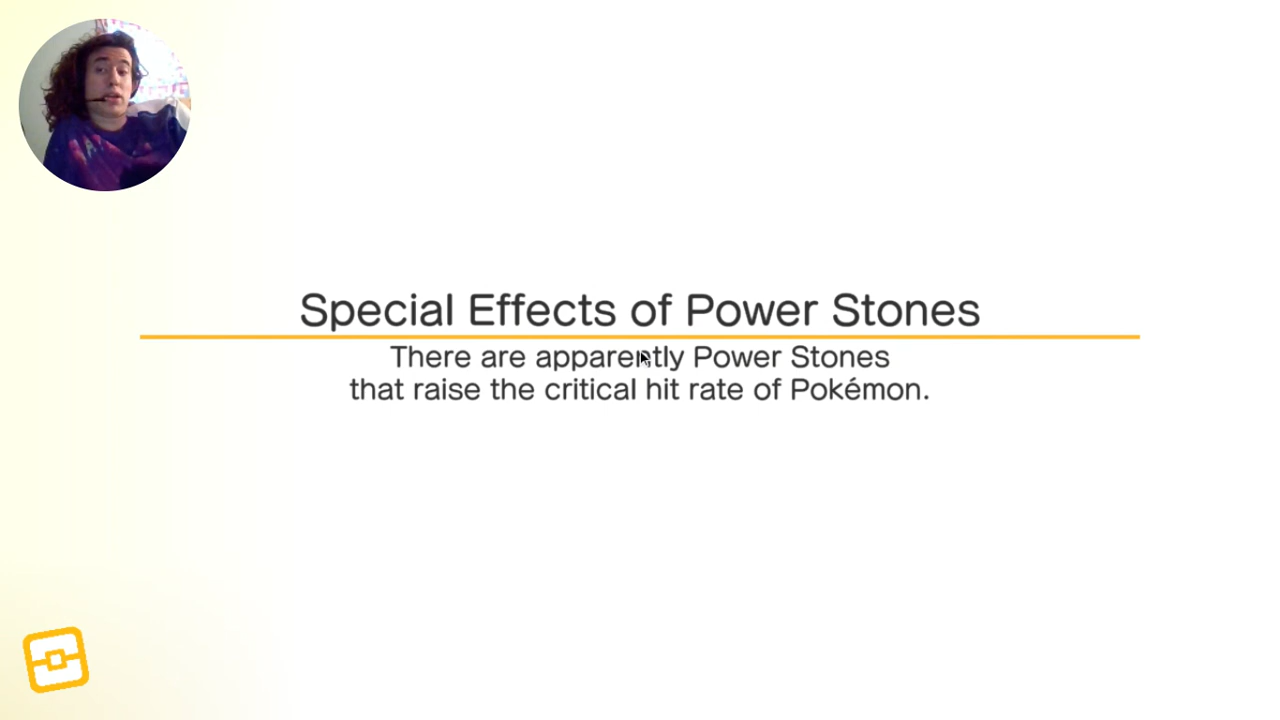 Special Effects of Power Stones
There are apparently Power Stones
that raise the critical hit rate of Pokémon.